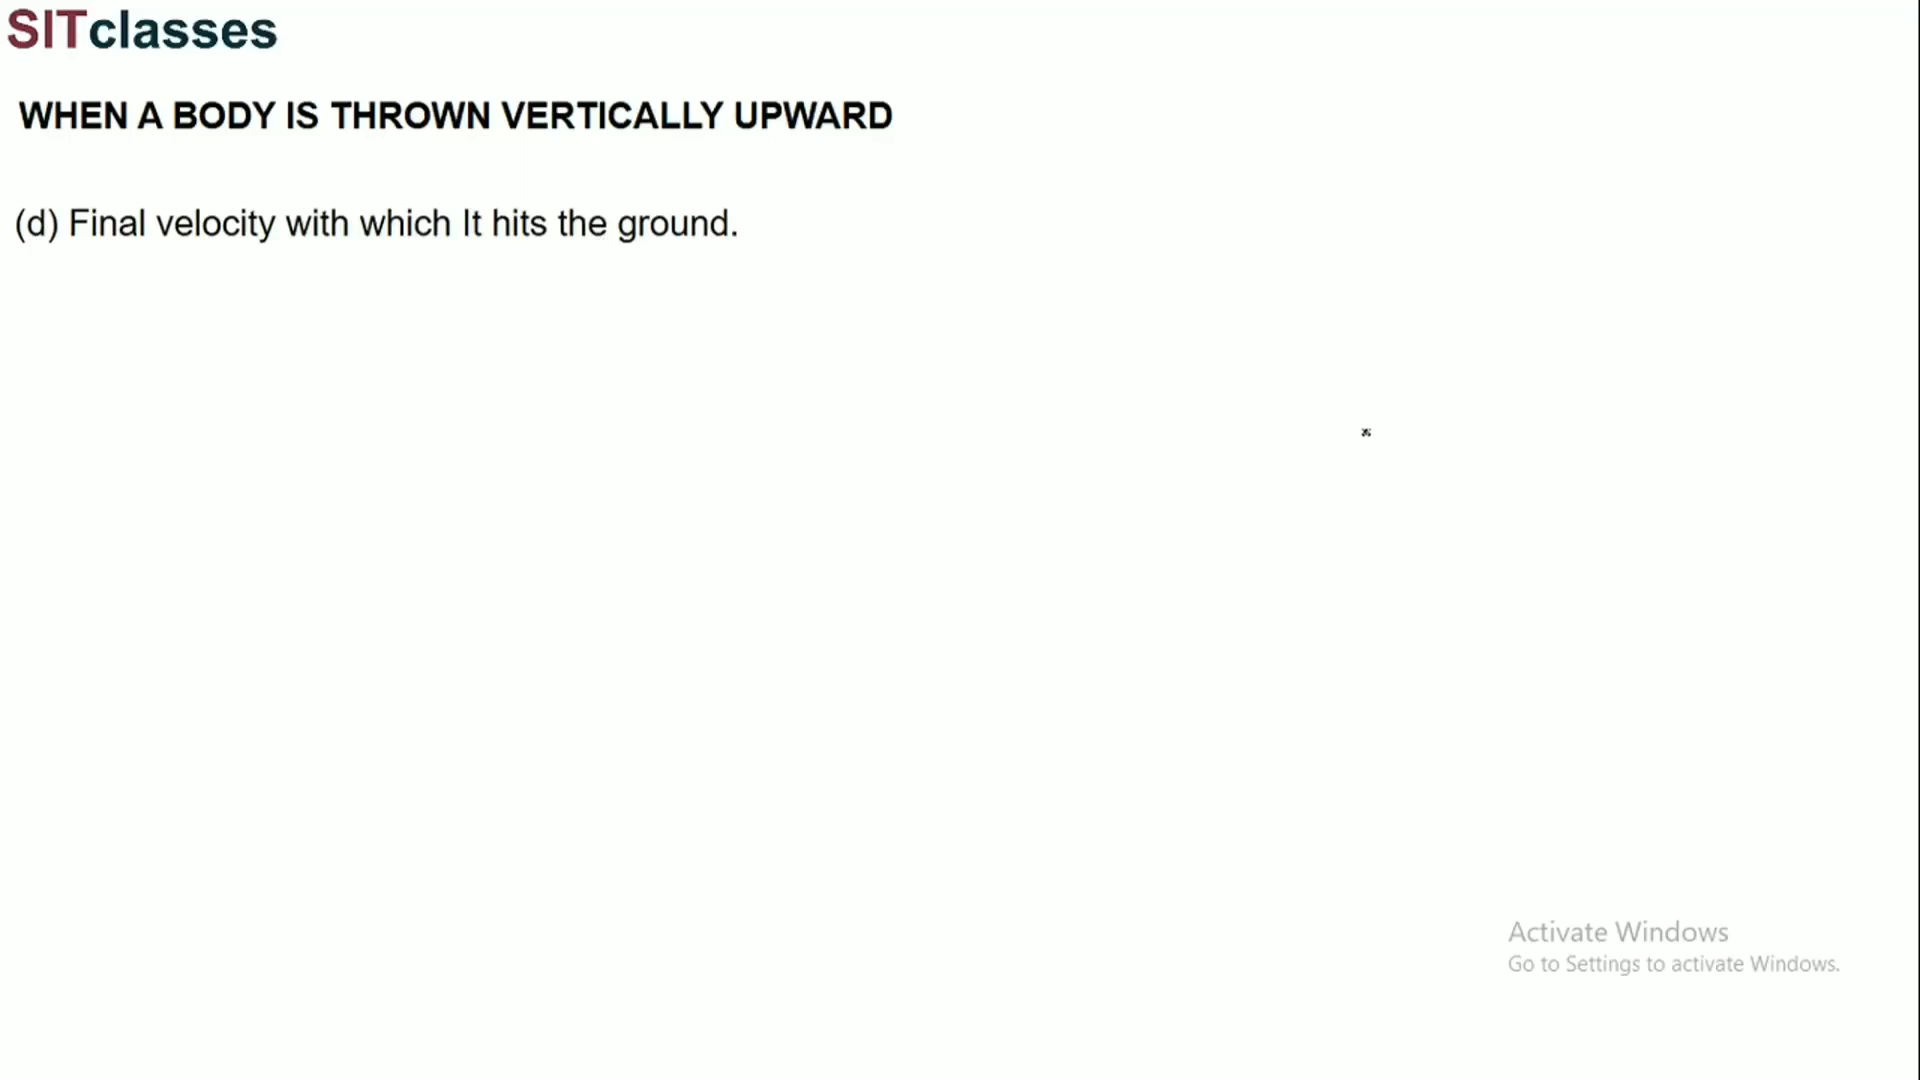 SITclasses
WHEN A BODY IS THROWN VERTICALLY UPWARD
(d) Final velocity with which It hits the ground.
Activate Windows
Go to Settings to activate Windows.